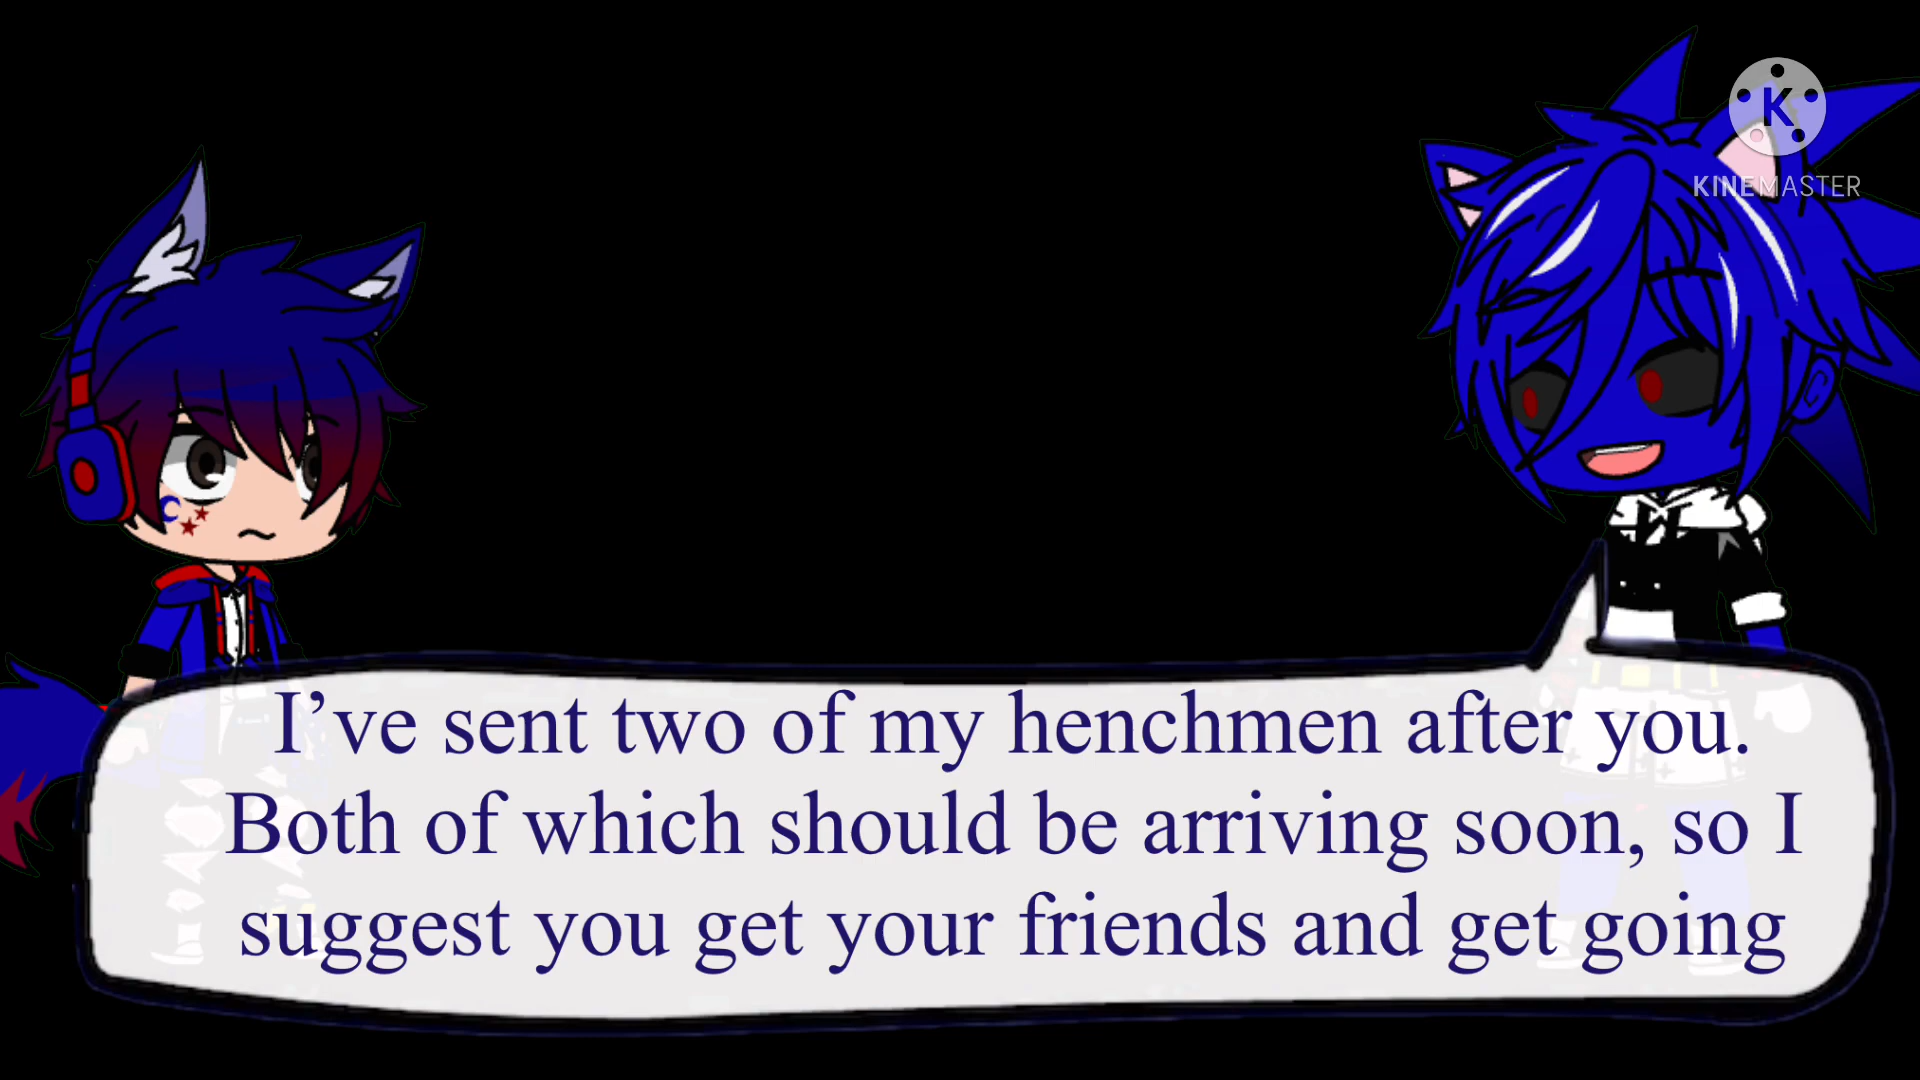 K
KINEMASTER
I’ve sent two of my henchmen after you.
Both of which should be arriving soon, so I
suggest you get your friends and get going